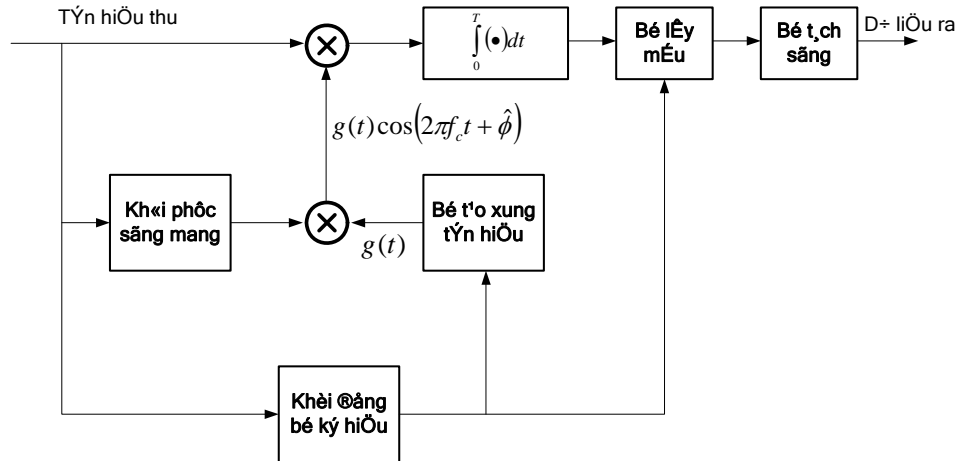 TÝn hiÖu thu
D÷ liÖu ra
∫₀ᵀ(•)dt
Bé lÊy
mÉu
Bé t¸ch
sãng
g(t)cos(2πf_c t + φ̂)
Kh«i phôc
sãng mang
g(t)
Bé t¹o xung
tÝn hiÖu
Khèi ®ång
bé ký hiÖu